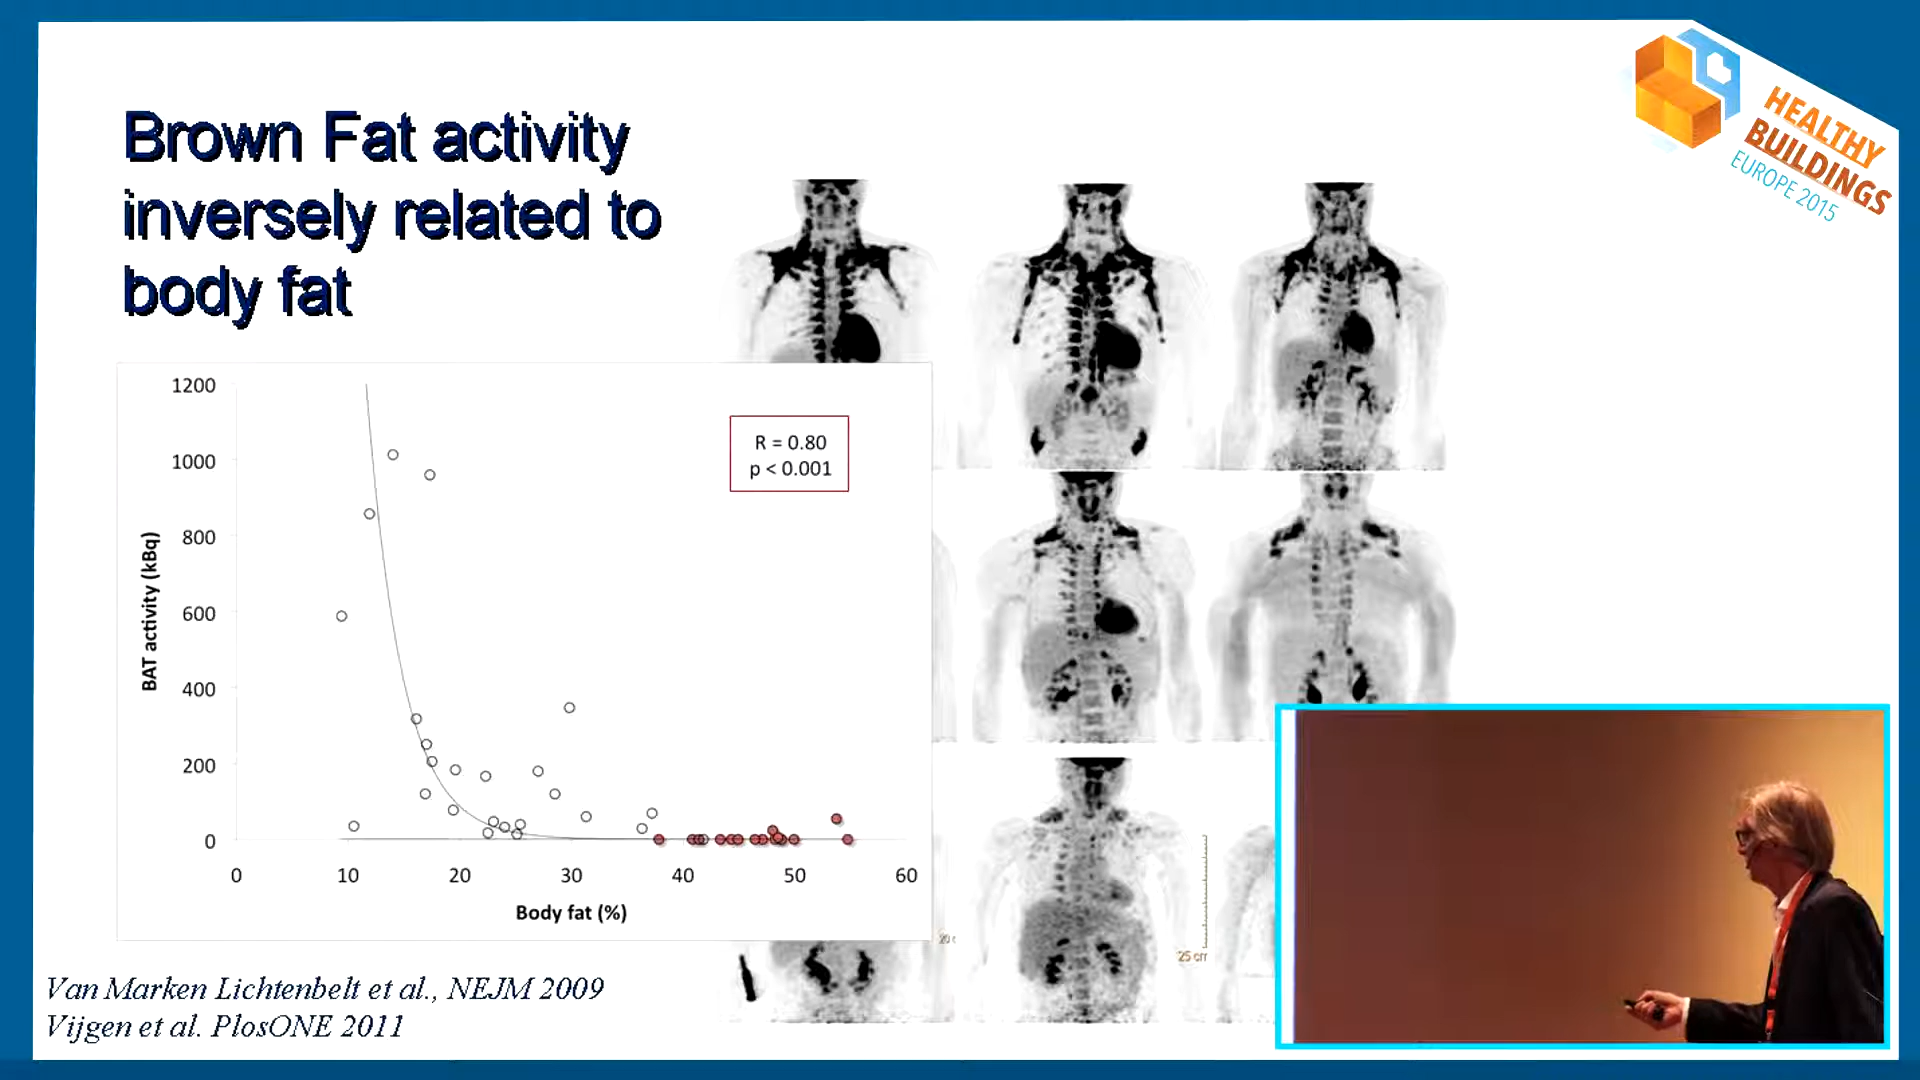 Brown Fat activity
inversely related to
body fat
HEALTHY
BUILDINGS
EUROPE 2015
1200
1000
800
600
400
200
0
BAT activity (kBq)
R = 0.80
p < 0.001
0 10 20 30 40 50 60
Body fat (%)
20 c
25 cm
Van Marken Lichtenbelt et al., NEJM 2009
Vijgen et al. PlosONE 2011